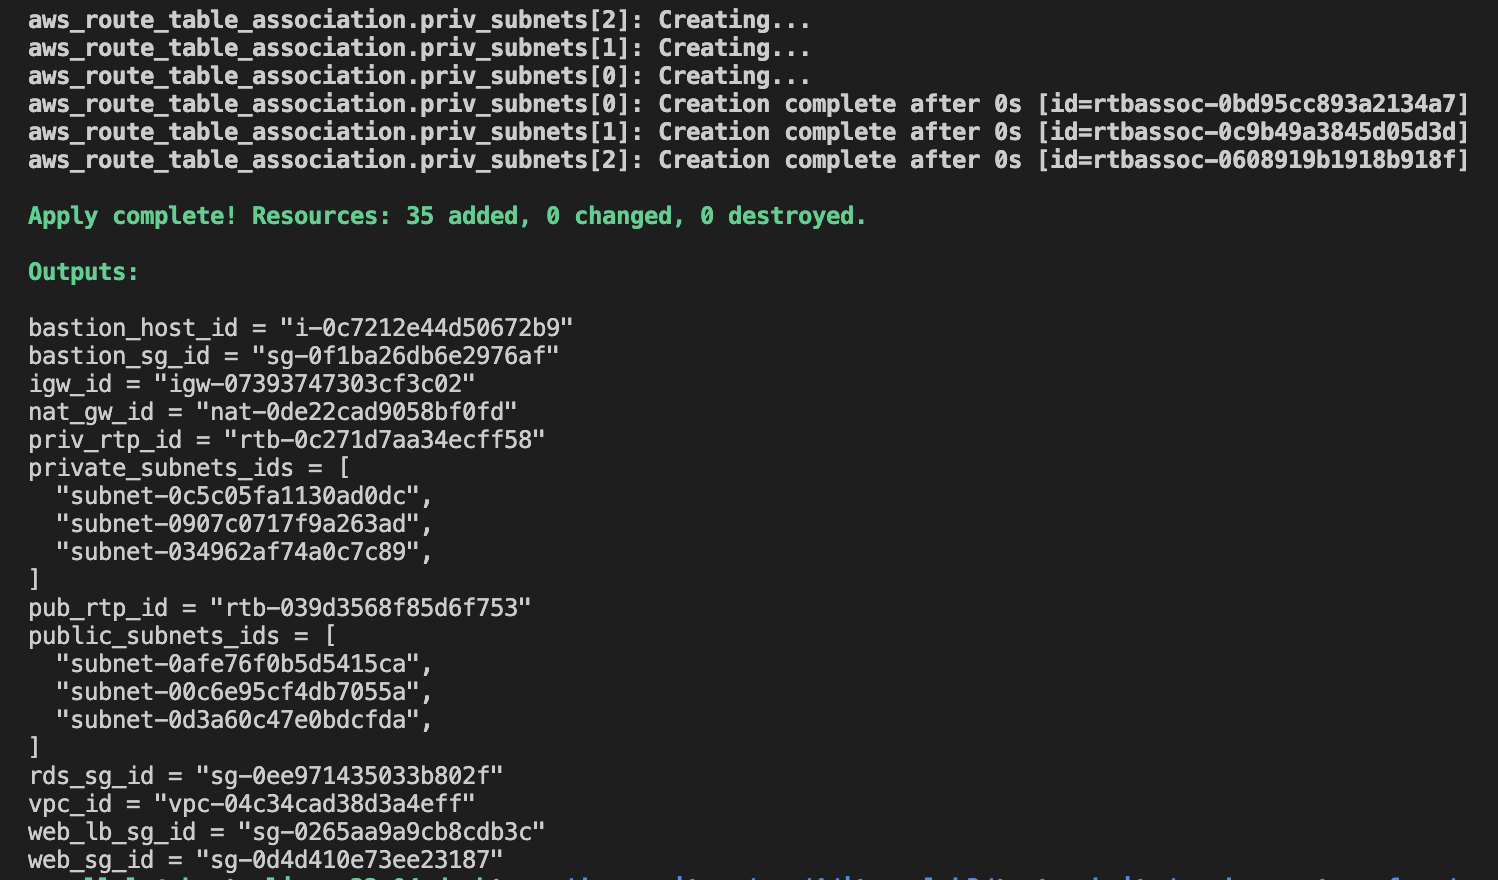 aws_route_table_association.priv_subnets[2]: Creating...
aws_route_table_association.priv_subnets[1]: Creating...
aws_route_table_association.priv_subnets[0]: Creating...
aws_route_table_association.priv_subnets[0]: Creation complete after 0s [id=rtbassoc-0bd95cc893a2134a7]
aws_route_table_association.priv_subnets[1]: Creation complete after 0s [id=rtbassoc-0c9b49a3845d05d3d]
aws_route_table_association.priv_subnets[2]: Creation complete after 0s [id=rtbassoc-0608919b1918b918f]
Apply complete! Resources: 35 added, 0 changed, 0 destroyed.
Outputs:
bastion_host_id = "i-0c7212e44d50672b9"
bastion_sg_id = "sg-0f1ba26db6e2976af"
igw_id = "igw-07393747303cf3c02"
nat_gw_id = "nat-0de22cad9058bf0fd"
priv_rtp_id = "rtb-0c271d7aa34ecff58"
private_subnets_ids = [
  "subnet-0c5c05fa1130ad0dc",
  "subnet-0907c0717f9a263ad",
  "subnet-034962af74a0c7c89",
]
pub_rtp_id = "rtb-039d3568f85d6f753"
public_subnets_ids = [
  "subnet-0afe76f0b5d5415ca",
  "subnet-00c6e95cf4db7055a",
  "subnet-0d3a60c47e0bdcfda",
]
rds_sg_id = "sg-0ee971435033b802f"
vpc_id = "vpc-04c34cad38d3a4eff"
web_lb_sg_id = "sg-0265aa9a9cb8cdb3c"
web_sg_id = "sg-0d4d410e73ee23187"